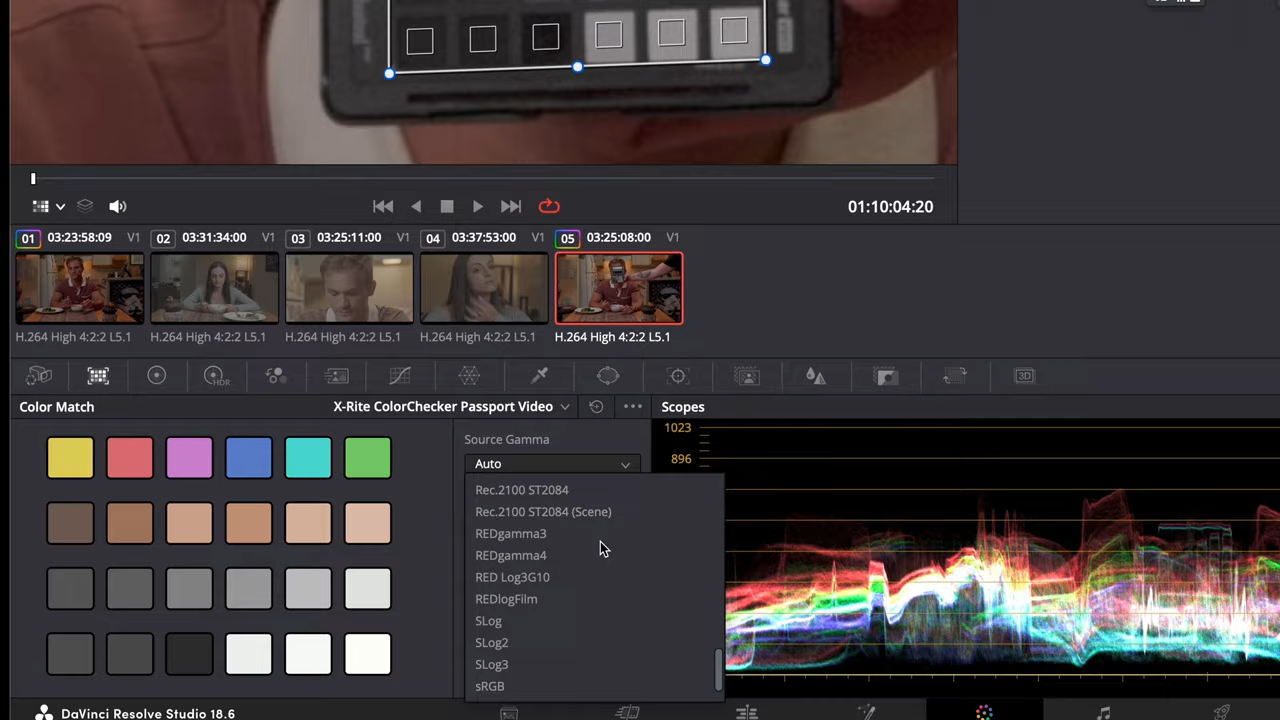 01:10:04:20
01 03:23:58:09 V1 02 03:31:34:00 V1 03 03:25:11:00 V1 04 03:37:53:00 V1 05 03:25:08:00 V1
H.264 High 4:2:2 L5.1 H.264 High 4:2:2 L5.1 H.264 High 4:2:2 L5.1 H.264 High 4:2:2 L5.1 H.264 High 4:2:2 L5.1
HDR 3D
Color Match X-Rite ColorChecker Passport Video Scopes
1023
Source Gamma
896
Auto
Rec.2100 ST2084
Rec.2100 ST2084 (Scene)
REDgamma3
REDgamma4
RED Log3G10
REDlogFilm
SLog
SLog2
SLog3
sRGB
DaVinci Resolve Studio 18.6